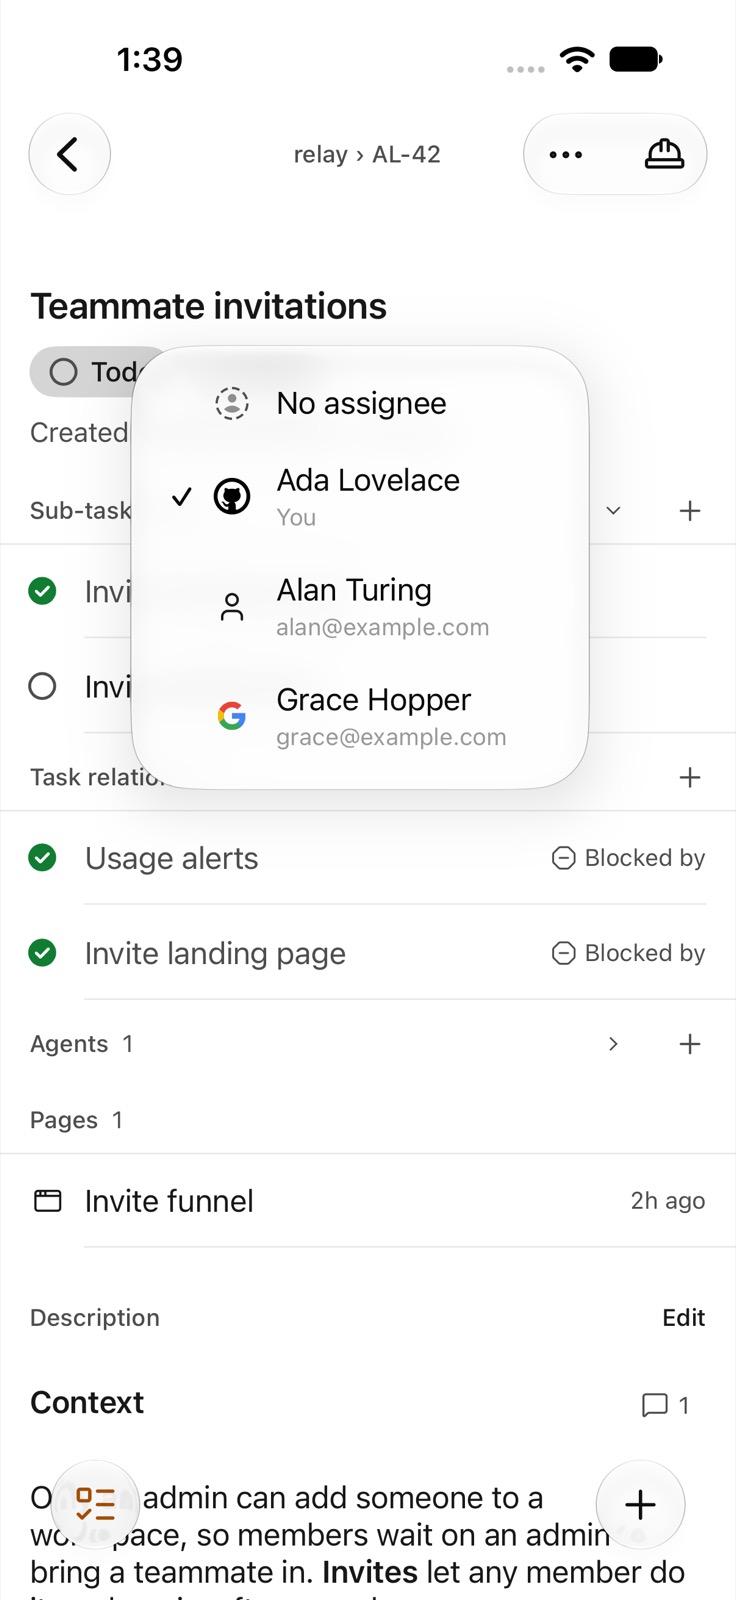 1:39
relay › AL-42
Teammate invitations
No assignee
Created
Ada Lovelace
You
Sub-task
Invi
Alan Turing
alan@example.com
Invi
Grace Hopper
grace@example.com
Task
Usage alerts
Blocked by
Invite landing page
Blocked by
Agents 1
Pages 1
Invite funnel
2h ago
Description
Edit
Context
1
admin can add someone to a
so members wait on an admin
bring a teammate in. Invites let any member do